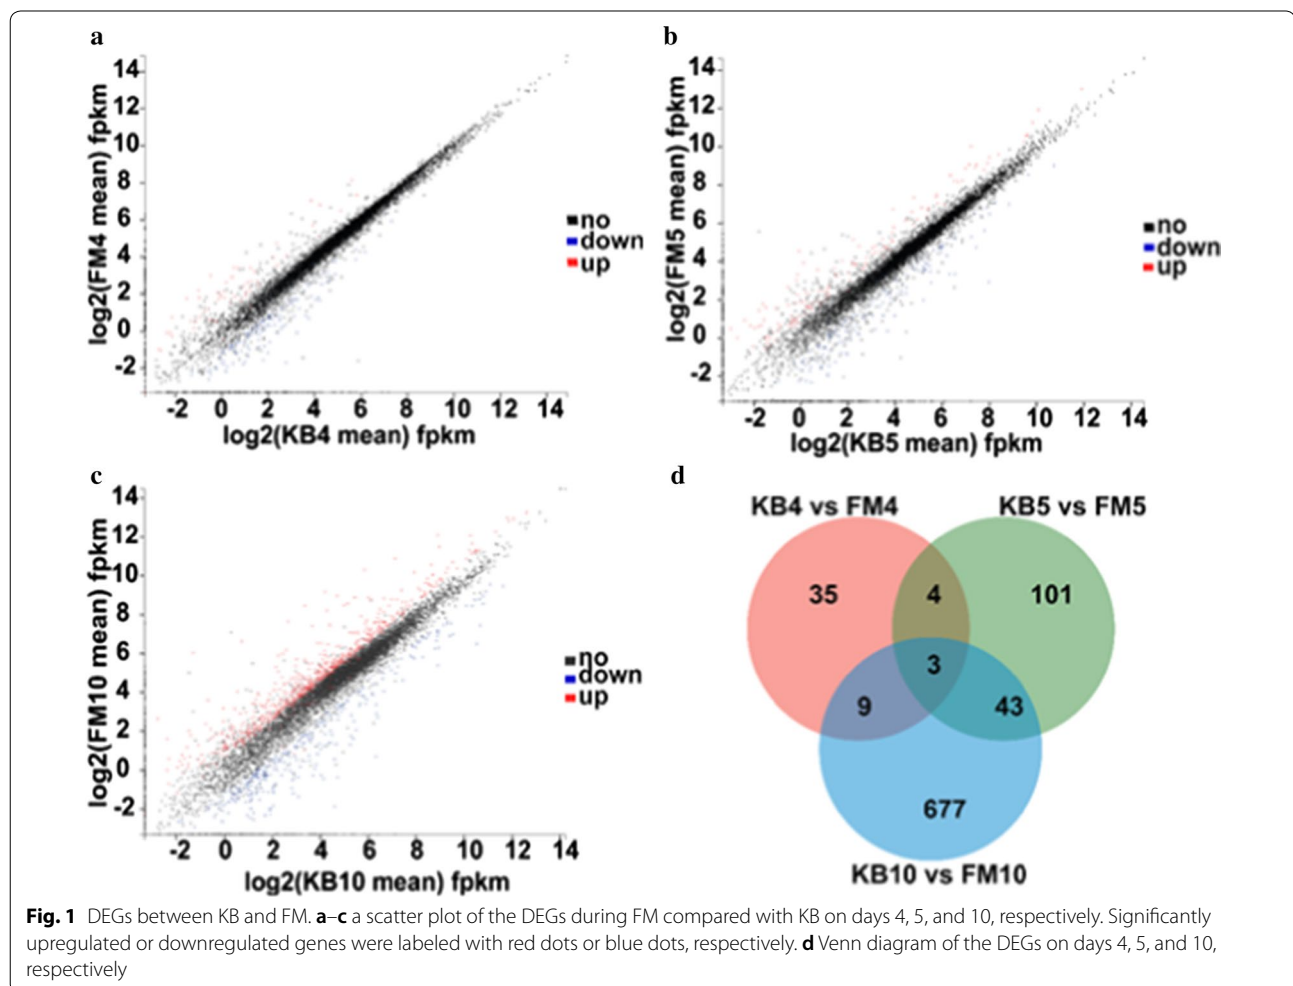 a
14
12
10
8
6
4
2
0
-2
log2(FM4 mean) fpkm
-2 0 2 4 6 8 10 12 14
log2(KB4 mean) fpkm
no
down
up
b
14
12
10
8
6
4
2
0
-2
log2(FM5 mean) fpkm
-2 0 2 4 6 8 10 12 14
log2(KB5 mean) fpkm
no
down
up
c
14
12
10
8
6
4
2
0
-2
log2(FM10 mean) fpkm
-2 0 2 4 6 8 10 12 14
log2(KB10 mean) fpkm
no
down
up
d
KB4 vs FM4 KB5 vs FM5
35 4 101
3
9 43
677
KB10 vs FM10
Fig. 1 DEGs between KB and FM. a–c a scatter plot of the DEGs during FM compared with KB on days 4, 5, and 10, respectively. Significantly
upregulated or downregulated genes were labeled with red dots or blue dots, respectively. d Venn diagram of the DEGs on days 4, 5, and 10,
respectively